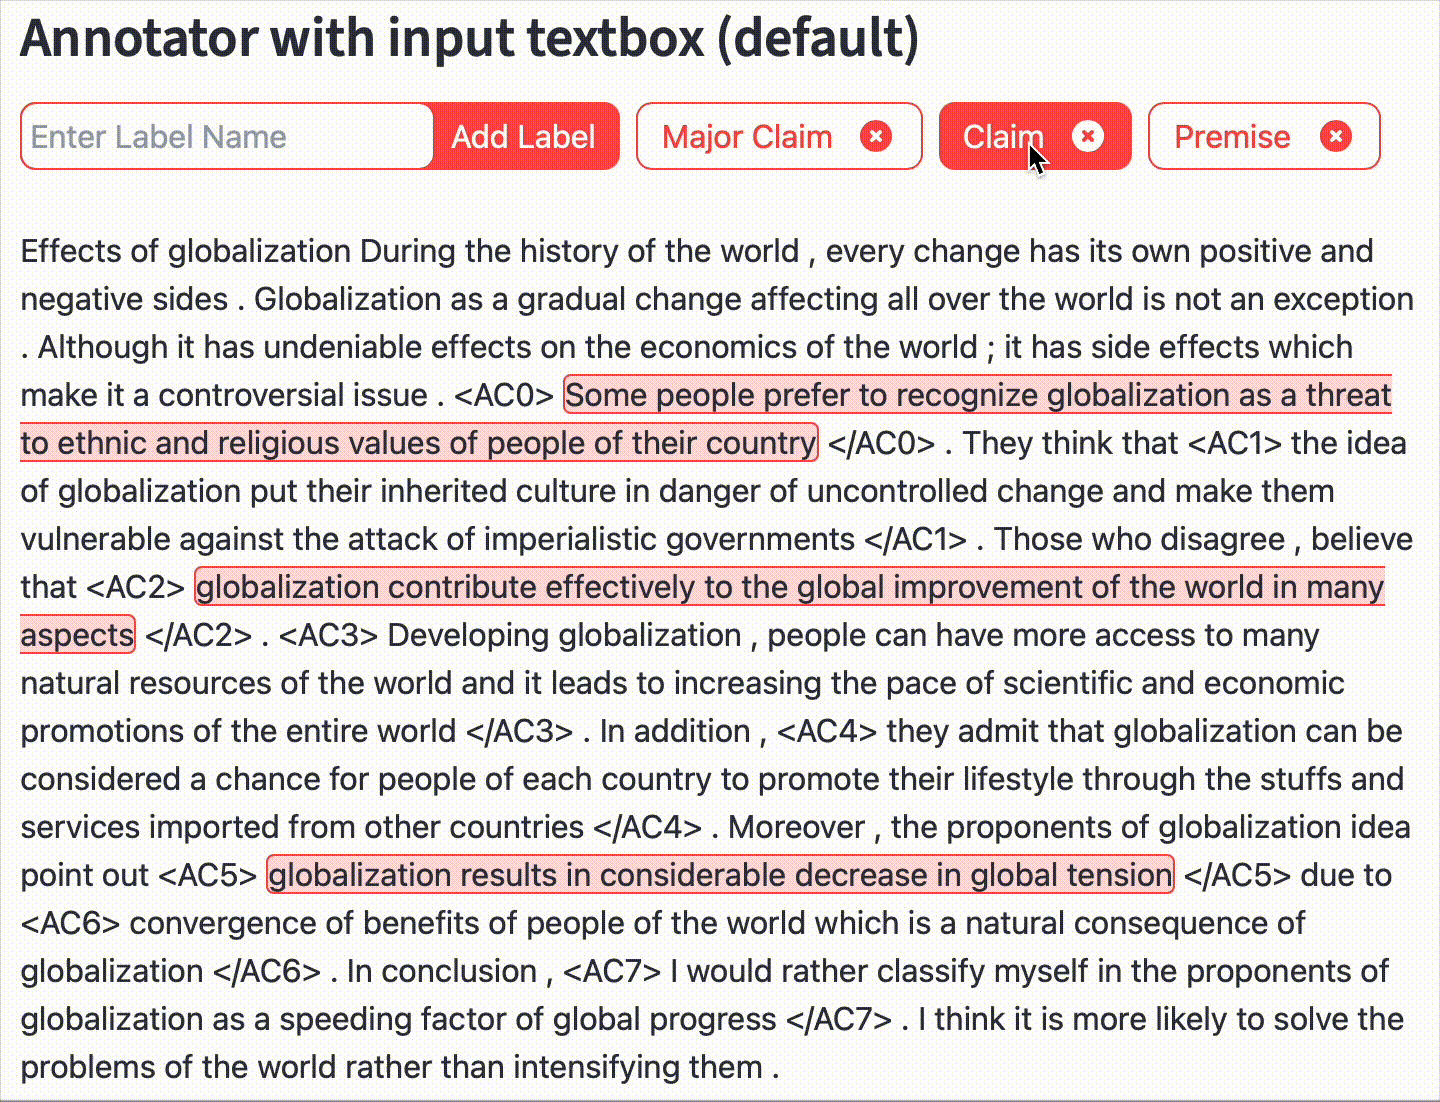 Annotator with input textbox (default)
Enter Label Name Add Label Major Claim Claim Premise
Effects of globalization During the history of the world , every change has its own positive and
negative sides . Globalization as a gradual change affecting all over the world is not an exception
. Although it has undeniable effects on the economics of the world ; it has side effects which
make it a controversial issue . <AC0> Some people prefer to recognize globalization as a threat
to ethnic and religious values of people of their country </AC0> . They think that <AC1> the idea
of globalization put their inherited culture in danger of uncontrolled change and make them
vulnerable against the attack of imperialistic governments </AC1> . Those who disagree , believe
that <AC2> globalization contribute effectively to the global improvement of the world in many
aspects </AC2> . <AC3> Developing globalization , people can have more access to many
natural resources of the world and it leads to increasing the pace of scientific and economic
promotions of the entire world </AC3> . In addition , <AC4> they admit that globalization can be
considered a chance for people of each country to promote their lifestyle through the stuffs and
services imported from other countries </AC4> . Moreover , the proponents of globalization idea
point out <AC5> globalization results in considerable decrease in global tension </AC5> due to
<AC6> convergence of benefits of people of the world which is a natural consequence of
globalization </AC6> . In conclusion , <AC7> I would rather classify myself in the proponents of
globalization as a speeding factor of global progress </AC7> . I think it is more likely to solve the
problems of the world rather than intensifying them .